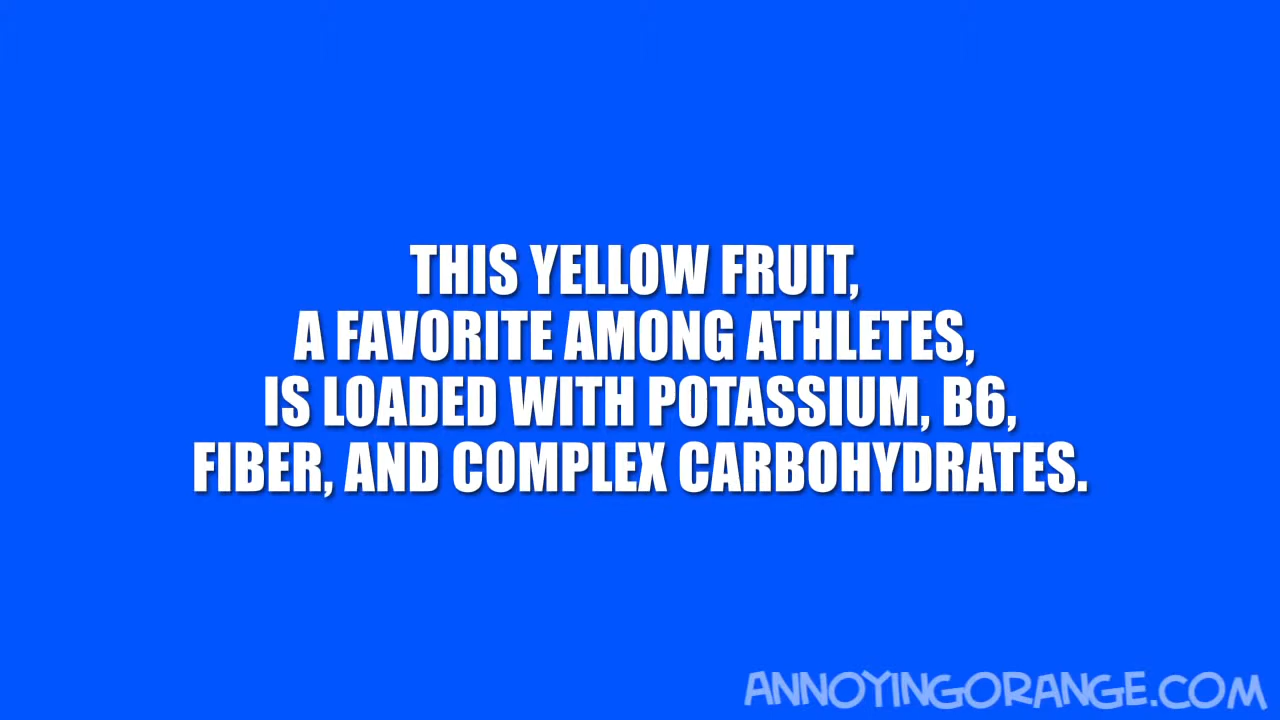 THIS YELLOW FRUIT,
A FAVORITE AMONG ATHLETES,
IS LOADED WITH POTASSIUM, B6,
FIBER, AND COMPLEX CARBOHYDRATES.
ANNOYINGORANGE.COM